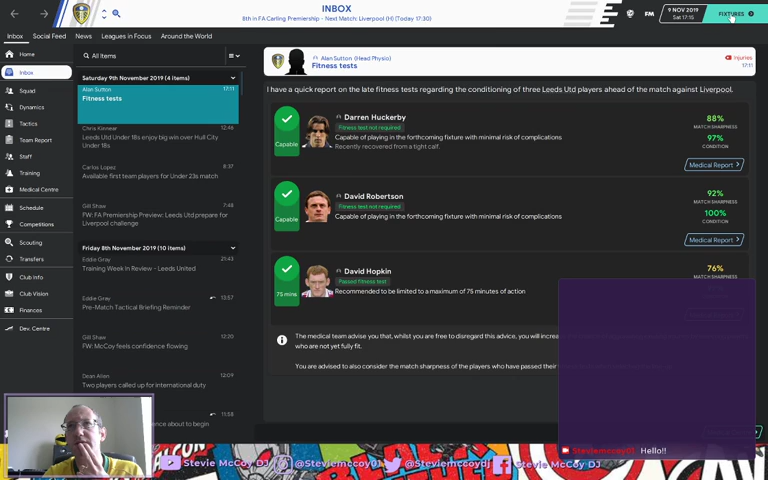 INBOX
8th in FA Carling Premiership - Next Match: Liverpool (H) (Today 17:30)
FM
9 NOV 2019
Sat 17:15
FIXTURES
Inbox
Social Feed
News
Leagues in Focus
Around the World
Home
Inbox
Squad
Dynamics
Tactics
Team Report
Staff
Training
Medical Centre
Schedule
Competitions
Scouting
Transfers
Club Info
Club Vision
Finances
Dev. Centre
All Items
Saturday 9th November 2019 (4 items)
Alan Sutton 17:11
Fitness tests
Chris Kinnear 12:46
Leeds Utd Under 18s enjoy big win over Hull City
Under 18s
Carlos Lopez 8:37
Available first team players for Under 23s match
Gill Shaw 7:48
FW: FA Premiership Preview: Leeds Utd prepare for
Liverpool challenge
Friday 8th November 2019 (10 items)
Eddie Gray 21:43
Training Week In Review - Leeds United
Eddie Gray 13:57
Pre-Match Tactical Briefing Reminder
Gill Shaw 12:20
FW: McCoy feels confidence flowing
Dean Allen 12:09
Two players called up for International duty
11:58
about to begin
Alan Sutton (Head Physio)
Fitness tests
Injuries
17:11
I have a quick report on the late fitness tests regarding the conditioning of three Leeds Utd players ahead of the match against Liverpool.
Capable
Darren Huckerby
Fitness test not required
Capable of playing in the forthcoming fixture with minimal risk of complications
Recently recovered from a tight calf.
88%
MATCH SHARPNESS
97%
CONDITION
Medical Report
Capable
David Robertson
Fitness test not required
Capable of playing in the forthcoming fixture with minimal risk of complications
92%
MATCH SHARPNESS
100%
CONDITION
Medical Report
75 mins
David Hopkin
Passed fitness test
Recommended to be limited to a maximum of 75 minutes of action
76%
MATCH SHARPNESS
The medical team advise you that, whilst you are free to disregard this advice, you will
who are not yet fully fit.
You are advised to also consider the match sharpness of the players who have passed their
Steviemccoy01 Hello!!
Stevie McCoy DJ
@Steviemccoy01
@Steviemccoydj
Stevie McCoy DJ